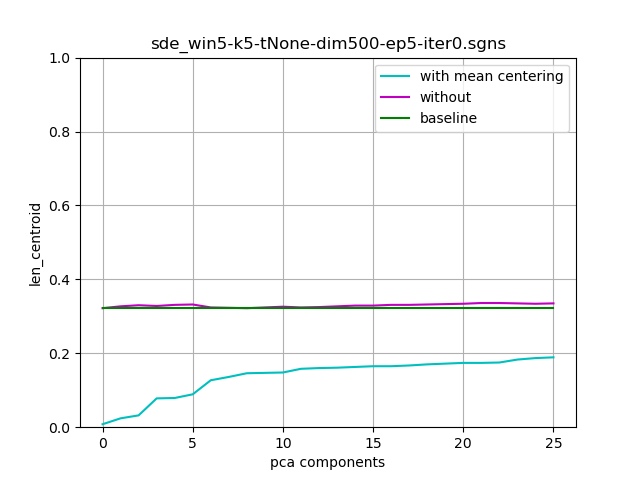 sde_win5-k5-tNone-dim500-ep5-iter0.sgns
with mean centering
without
baseline
len_centroid
1.0
0.8
0.6
0.4
0.2
0.0
0 5 10 15 20 25
pca components